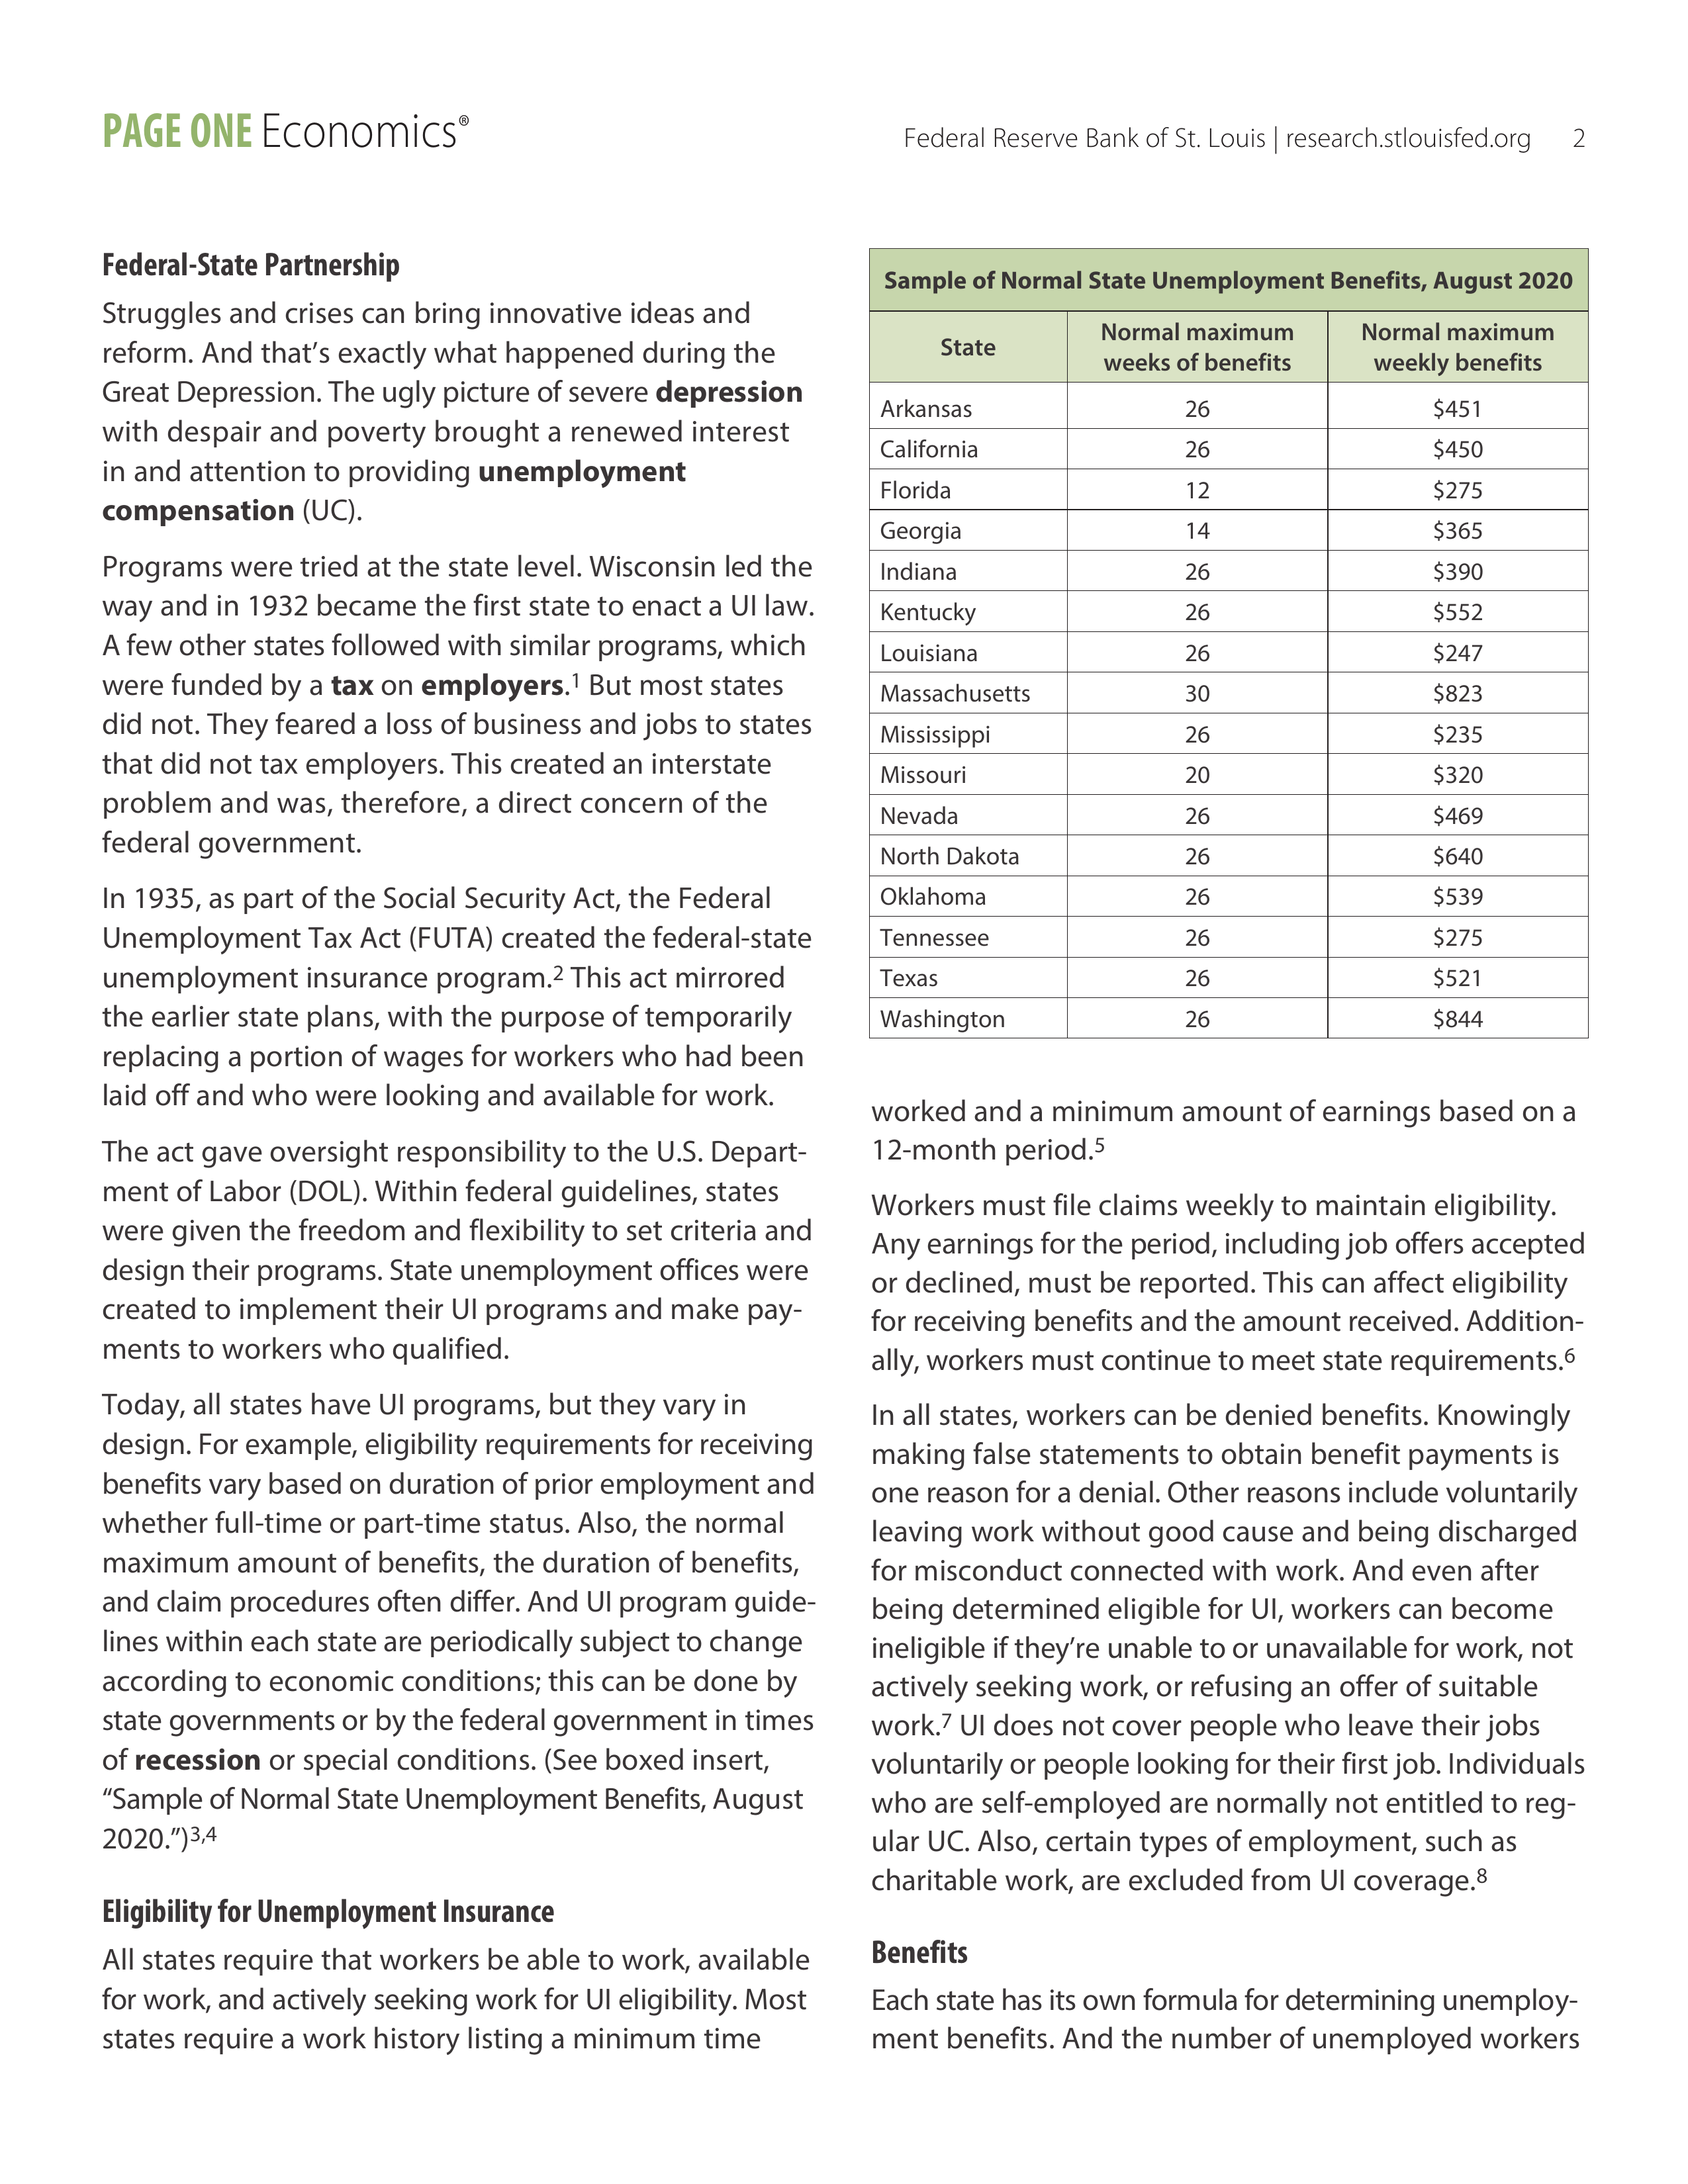 PAGE ONE Economics®
Federal Reserve Bank of St. Louis | research.stlouisfed.org 2
Federal-State Partnership
Struggles and crises can bring innovative ideas and
reform. And that’s exactly what happened during the
Great Depression. The ugly picture of severe depression
with despair and poverty brought a renewed interest
in and attention to providing unemployment
compensation (UC).
Programs were tried at the state level. Wisconsin led the
way and in 1932 became the first state to enact a UI law.
A few other states followed with similar programs, which
were funded by a tax on employers.1 But most states
did not. They feared a loss of business and jobs to states
that did not tax employers. This created an interstate
problem and was, therefore, a direct concern of the
federal government.
In 1935, as part of the Social Security Act, the Federal
Unemployment Tax Act (FUTA) created the federal-state
unemployment insurance program.2 This act mirrored
the earlier state plans, with the purpose of temporarily
replacing a portion of wages for workers who had been
laid off and who were looking and available for work.
The act gave oversight responsibility to the U.S. Depart-
ment of Labor (DOL). Within federal guidelines, states
were given the freedom and flexibility to set criteria and
design their programs. State unemployment offices were
created to implement their UI programs and make pay-
ments to workers who qualified.
Today, all states have UI programs, but they vary in
design. For example, eligibility requirements for receiving
benefits vary based on duration of prior employment and
whether full-time or part-time status. Also, the normal
maximum amount of benefits, the duration of benefits,
and claim procedures often differ. And UI program guide-
lines within each state are periodically subject to change
according to economic conditions; this can be done by
state governments or by the federal government in times
of recession or special conditions. (See boxed insert,
“Sample of Normal State Unemployment Benefits, August
2020.”)3,4
Eligibility for Unemployment Insurance
All states require that workers be able to work, available
for work, and actively seeking work for UI eligibility. Most
states require a work history listing a minimum time
Sample of Normal State Unemployment Benefits, August 2020
State Normal maximum weeks of benefits Normal maximum weekly benefits
Arkansas 26 $451
California 26 $450
Florida 12 $275
Georgia 14 $365
Indiana 26 $390
Kentucky 26 $552
Louisiana 26 $247
Massachusetts 30 $823
Mississippi 26 $235
Missouri 20 $320
Nevada 26 $469
North Dakota 26 $640
Oklahoma 26 $539
Tennessee 26 $275
Texas 26 $521
Washington 26 $844
worked and a minimum amount of earnings based on a
12-month period.5
Workers must file claims weekly to maintain eligibility.
Any earnings for the period, including job offers accepted
or declined, must be reported. This can affect eligibility
for receiving benefits and the amount received. Addition-
ally, workers must continue to meet state requirements.6
In all states, workers can be denied benefits. Knowingly
making false statements to obtain benefit payments is
one reason for a denial. Other reasons include voluntarily
leaving work without good cause and being discharged
for misconduct connected with work. And even after
being determined eligible for UI, workers can become
ineligible if they’re unable to or unavailable for work, not
actively seeking work, or refusing an offer of suitable
work.7 UI does not cover people who leave their jobs
voluntarily or people looking for their first job. Individuals
who are self-employed are normally not entitled to reg-
ular UC. Also, certain types of employment, such as
charitable work, are excluded from UI coverage.8
Benefits
Each state has its own formula for determining unemploy-
ment benefits. And the number of unemployed workers